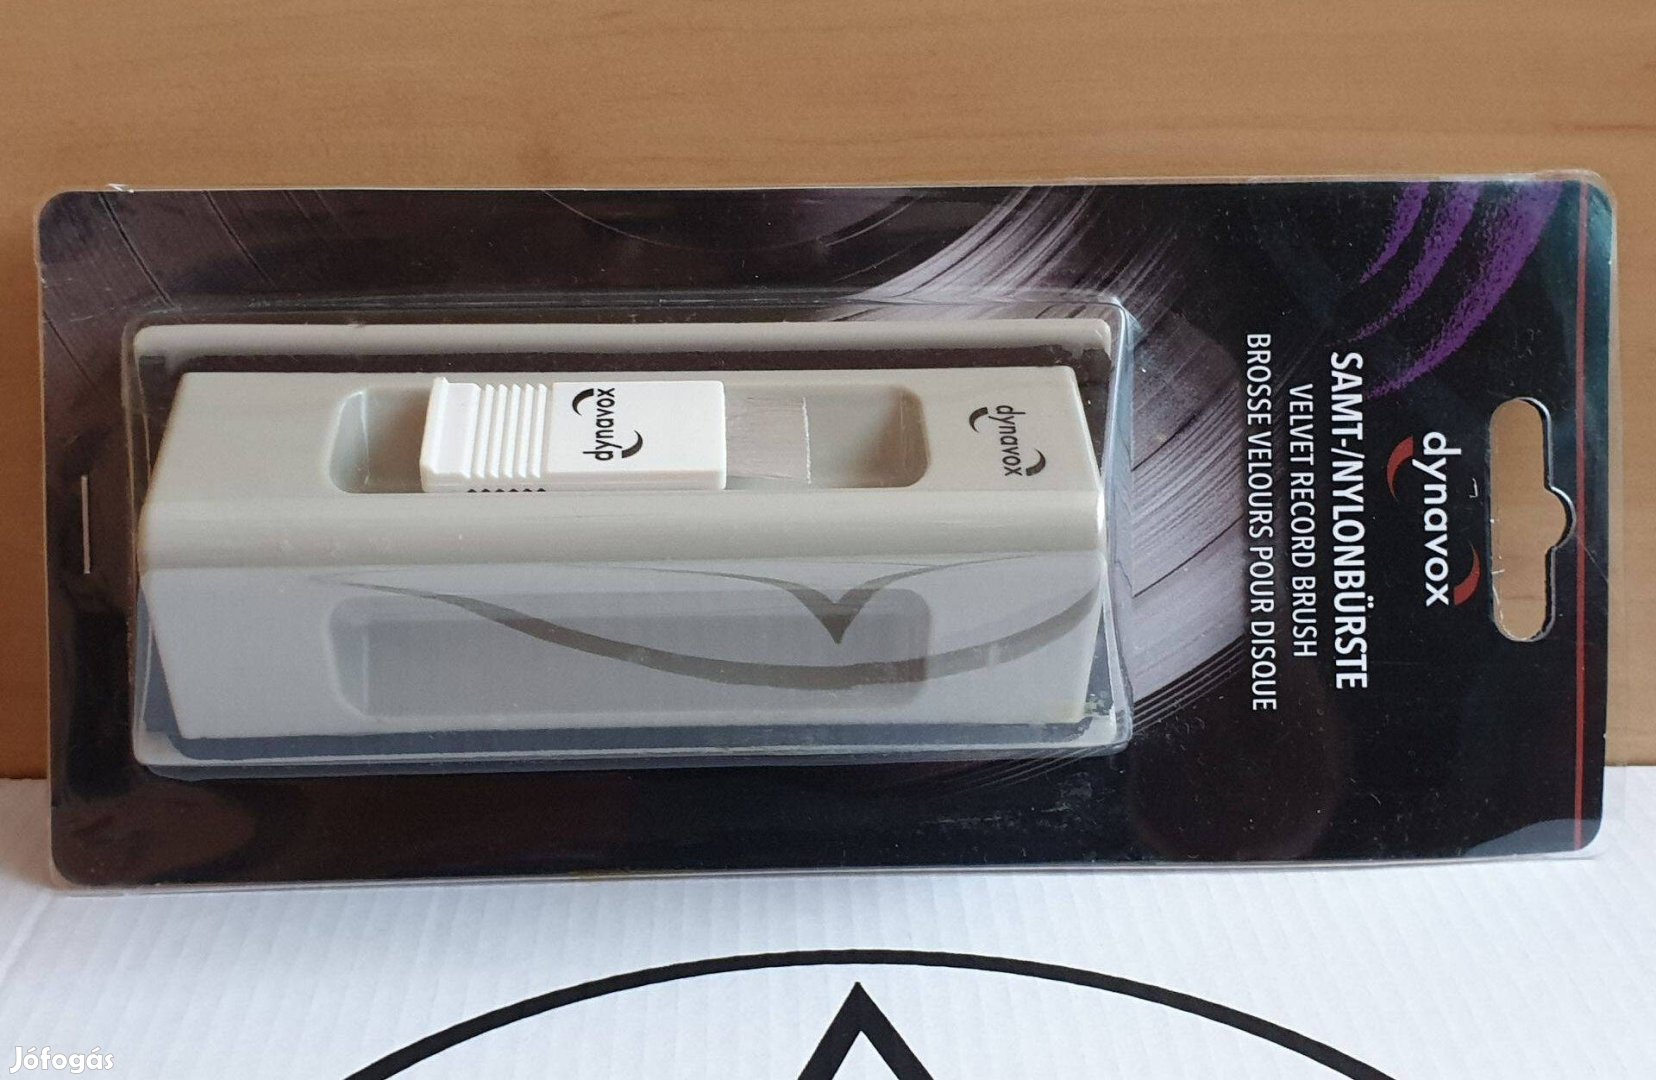 dynavox
SAMT-/NYLONBÜRSTE
VELVET RECORD BRUSH
BROSSE VELOURS POUR DISQUE
dynavox
dynavox
Jófogás